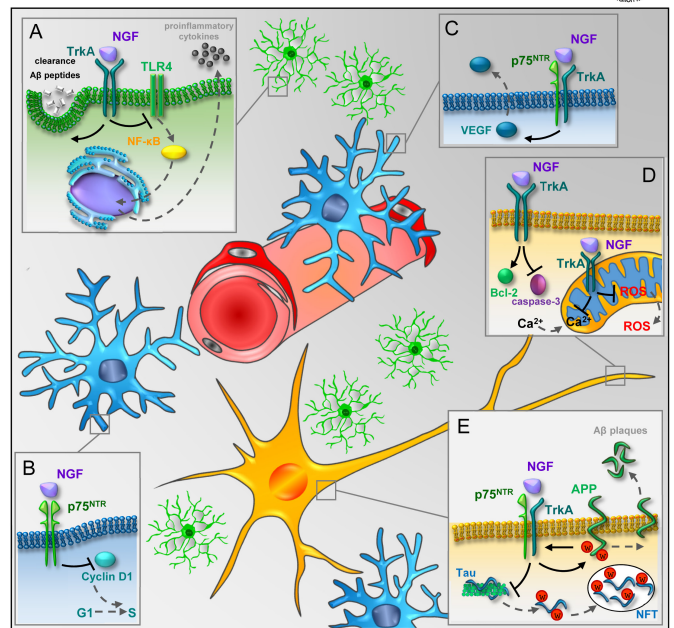 A
NGF
TrkA
TLR4
proinflammatory
cytokines
clearance
Aβ peptides
NF-κB
C
NGF
p75NTR
TrkA
VEGF
D
NGF
TrkA
NGF
TrkA
ROS
Bcl-2
caspase-3
Ca2+
Ca2+
ROS
B
NGF
p75NTR
Cyclin D1
G1
S
E
Aβ plaques
NGF
p75NTR
APP
TrkA
W
W
Tau
W
W
W
W
W
W
NFT